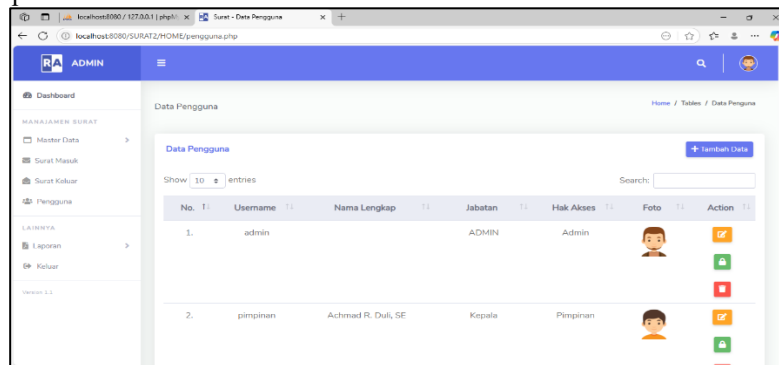 localhost:8080 / 127.0.0.1 | phpM
Surat - Data Pengguna
localhost:8080/SURAT2/HOME/pengguna.php
RA ADMIN
Dashboard
Data Pengguna
Home / Tables / Data Penguna
MANAJAMEN SURAT
Master Data
Surat Masuk
Surat Keluar
Pengguna
LAINNYA
Laporan
Keluar
Version 2.1
Data Pengguna
+ Tambah Data
Show 10 entries
Search:
No. Username Nama Lengkap Jabatan Hak Akses Foto Action
1. admin ADMIN Admin
2. pimpinan Achmad R. Duli, SE Kepala Pimpinan